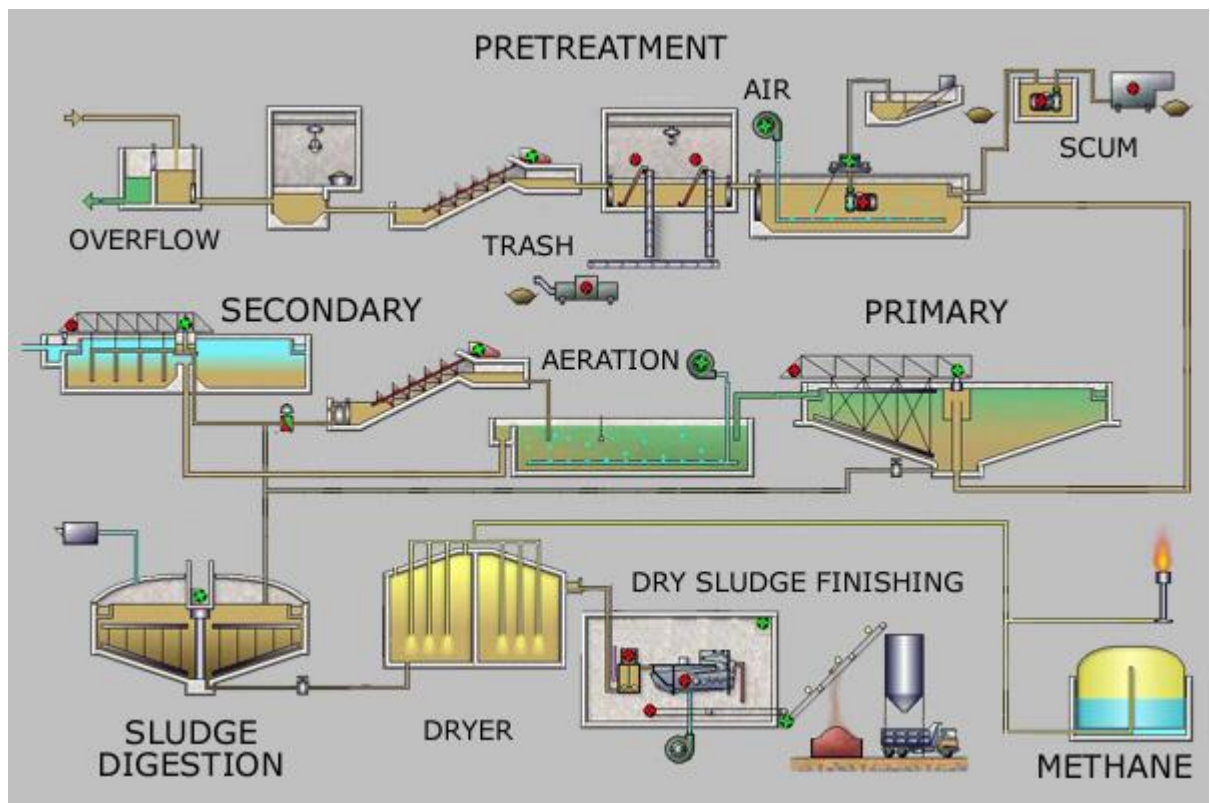 PRETREATMENT
AIR
SCUM
OVERFLOW
TRASH
SECONDARY
PRIMARY
AERATION
DRY SLUDGE FINISHING
SLUDGE
DIGESTION
DRYER
METHANE